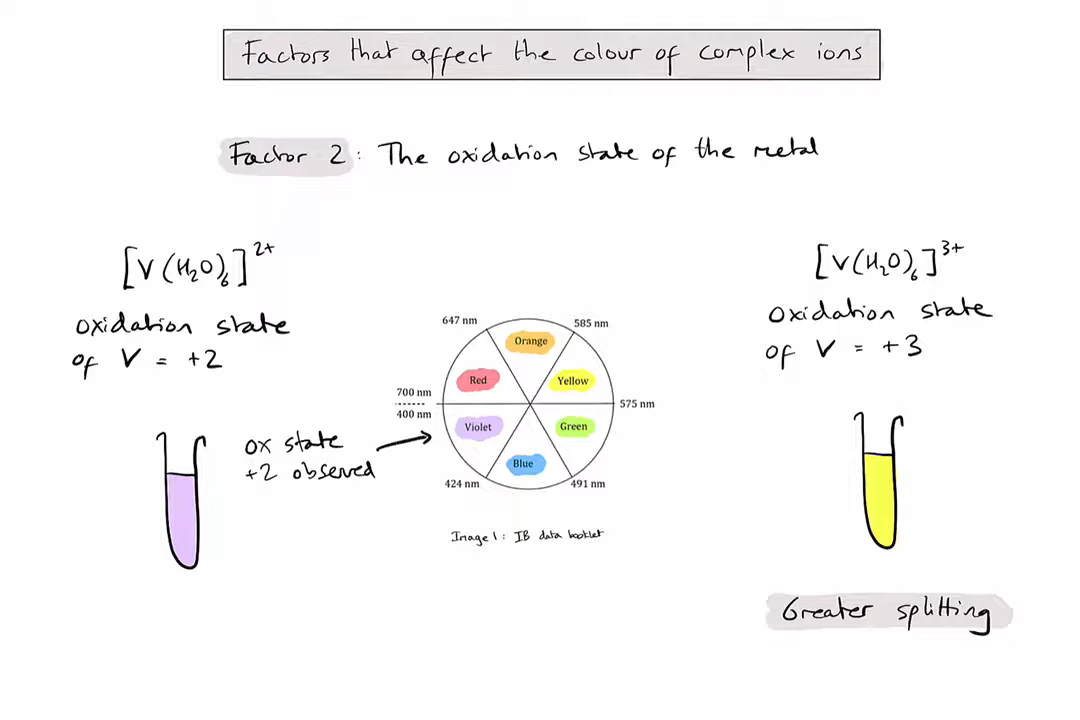 Factors that affect the colour of complex ions
Factor 2: The oxidation state of the metal
[V(H₂O)₆]²⁺
oxidation state
of V = +2
ox state
+2 observed
647 nm
585 nm
Orange
Red
Yellow
700 nm
400 nm
575 nm
Violet
Green
Blue
424 nm
491 nm
Image 1: IB data booklet
[V(H₂O)₆]³⁺
oxidation state
of V = +3
Greater splitting